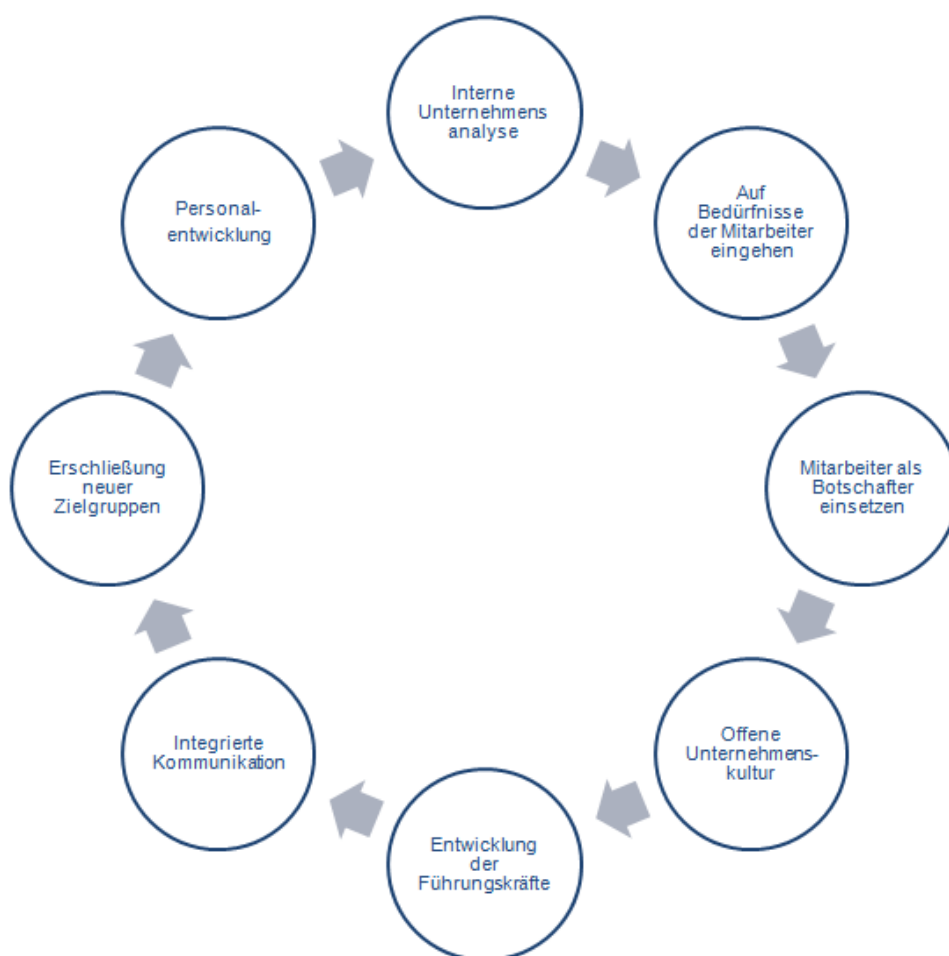 Interne
Unternehmens
analyse
Auf
Bedürfnisse
der Mitarbeiter
eingehen
Mitarbeiter als
Botschafter
einsetzen
Offene
Unternehmens-
kultur
Entwicklung
der
Führungskräfte
Integrierte
Kommunikation
Erschließung
neuer
Zielgruppen
Personal-
entwicklung